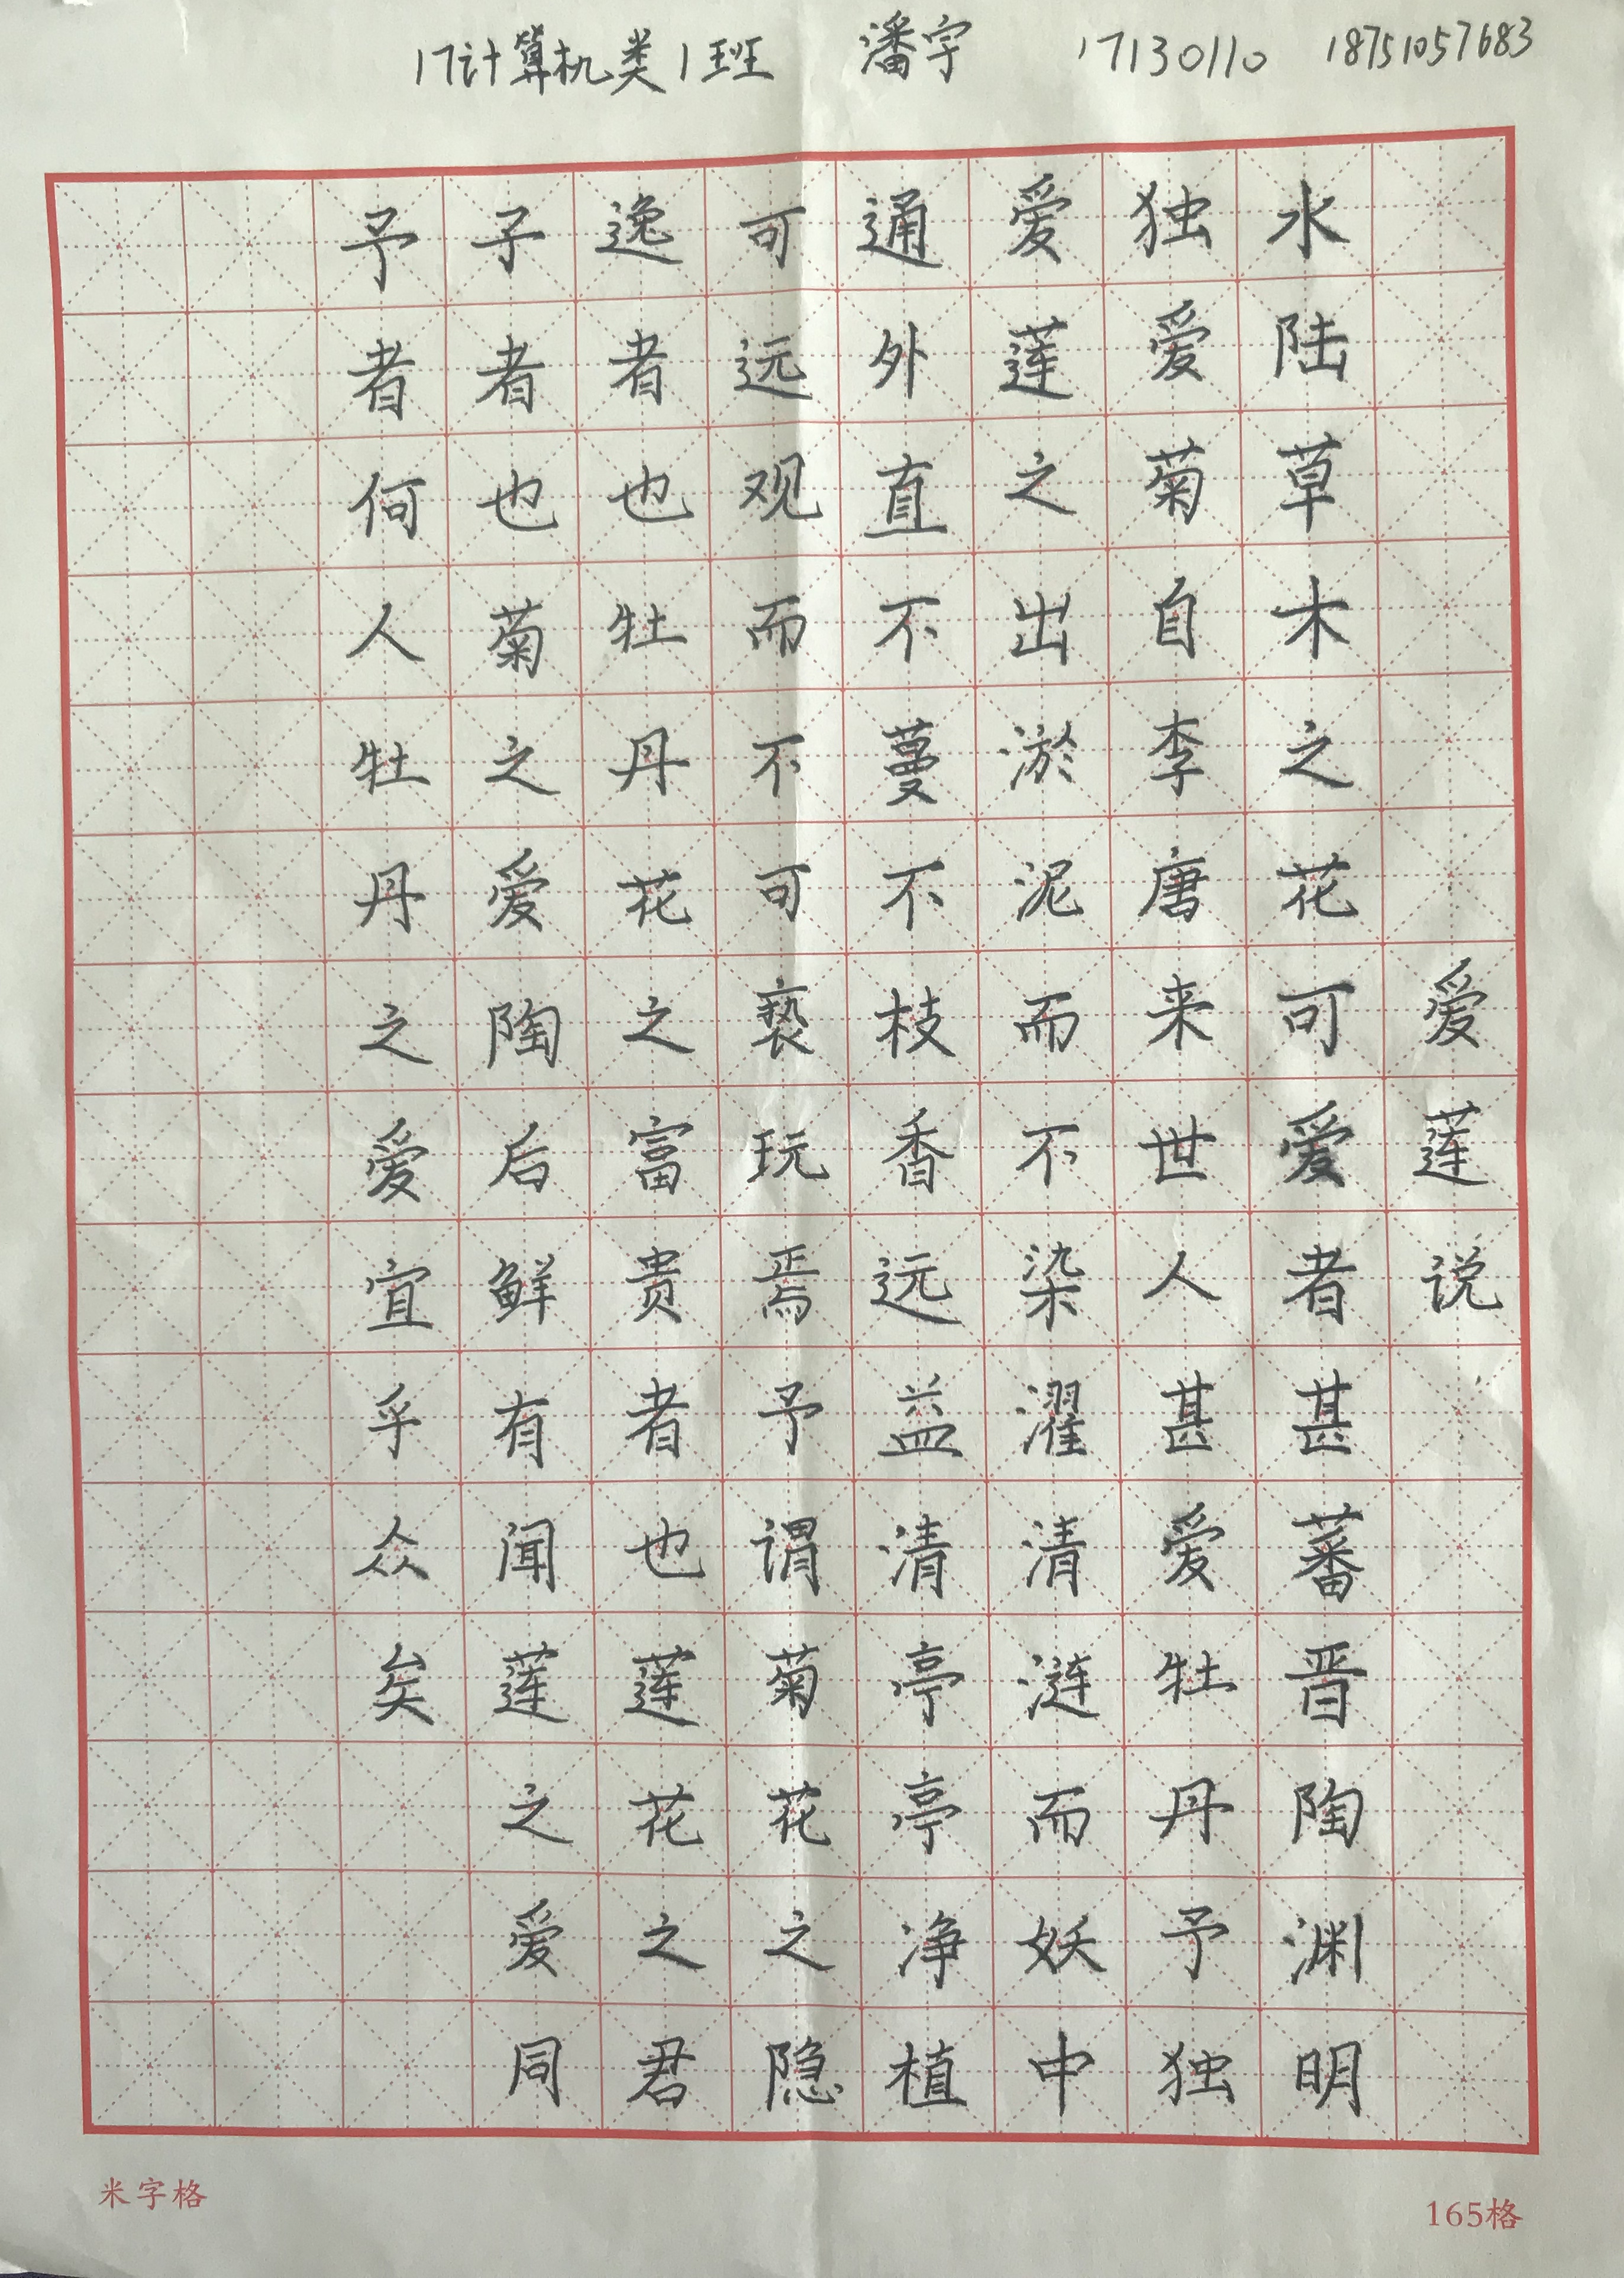 17计算机类1班 潘宇 17130110 18751057683
爱莲说
水陆草木之花可爱者甚蕃晋陶渊明
独爱菊自李唐来世人甚爱牡丹予独
爱莲之出淤泥而不染濯清涟而妖中
通外直不蔓不枝香远益清亭亭净植
可远观而不可亵玩焉予谓菊花之隐
逸者也牡丹花之富贵者也莲花之君
子者也菊之爱陶后鲜有闻莲之爱同
予者何人牡丹之爱宜乎众矣
米字格
165格